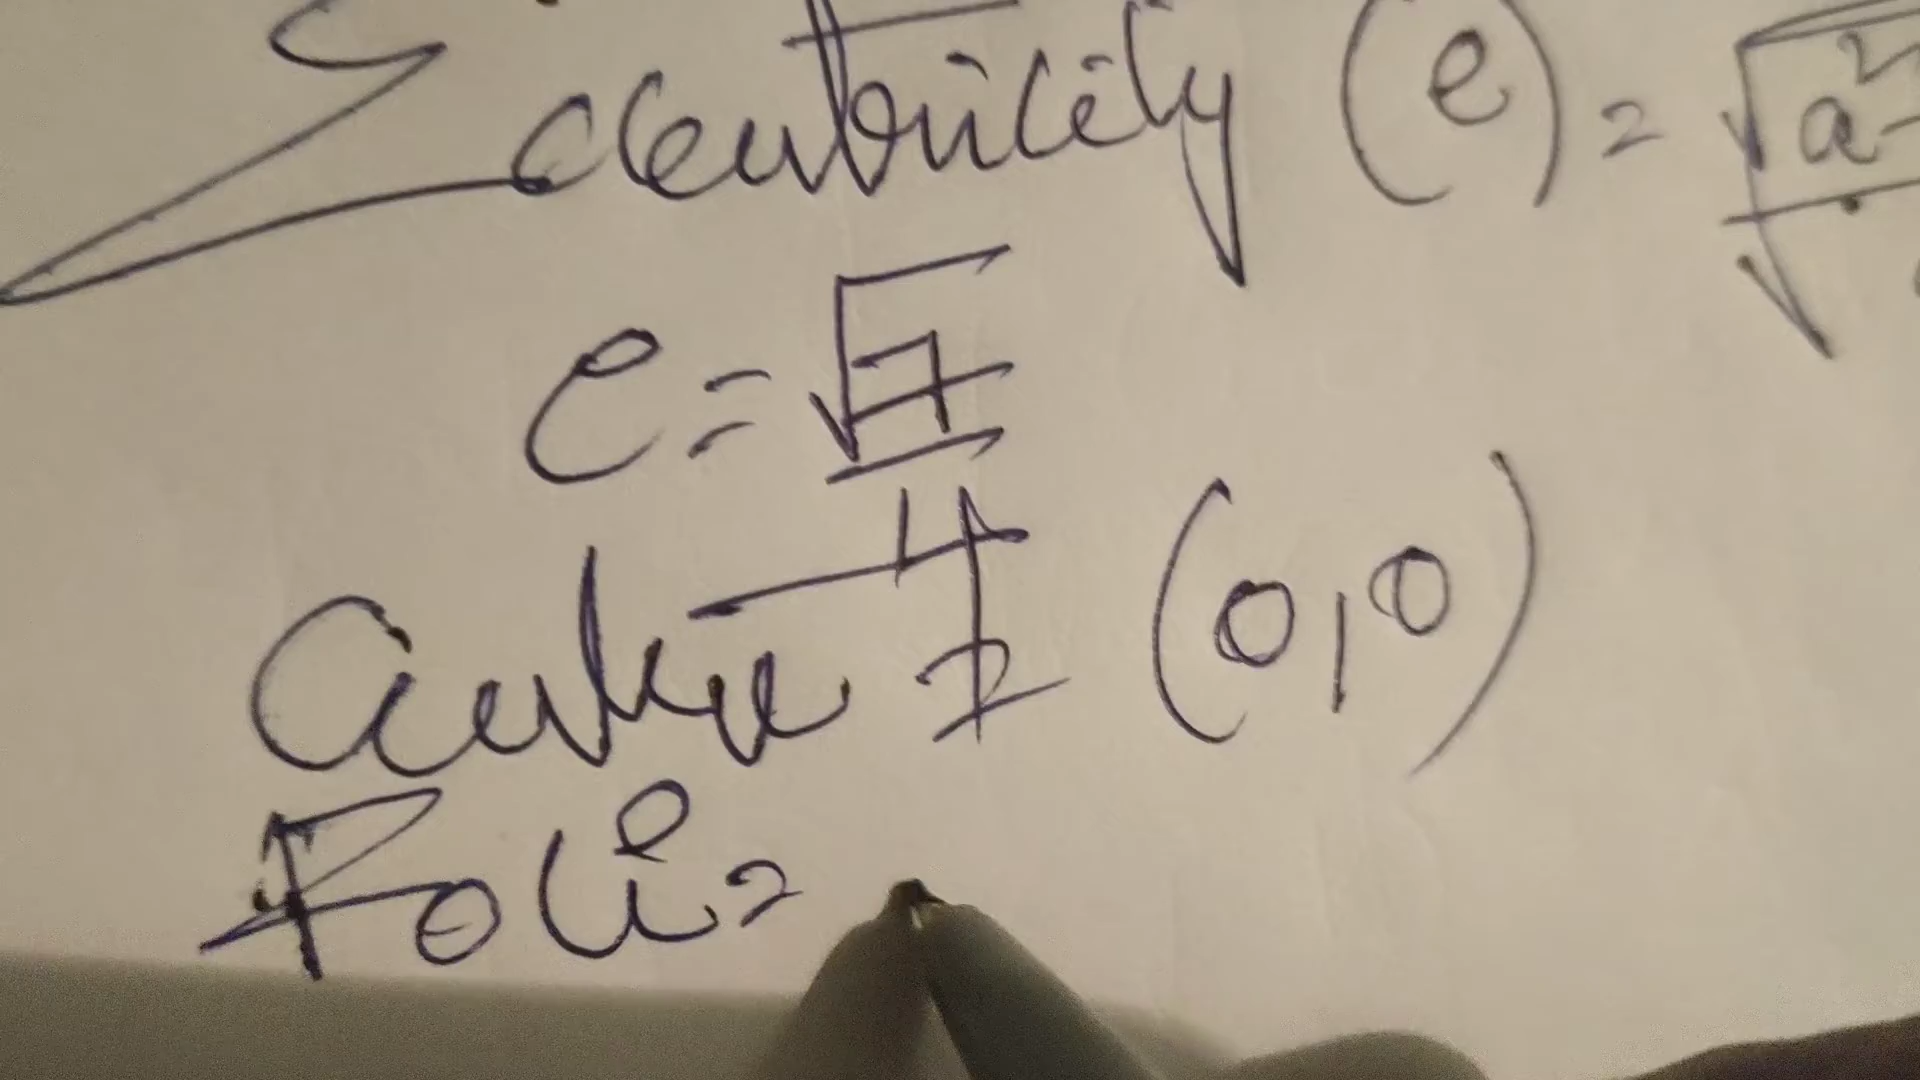 Eccentricity (e) = √a²-
e = √7
4
Centre = (0,0)
Foci =